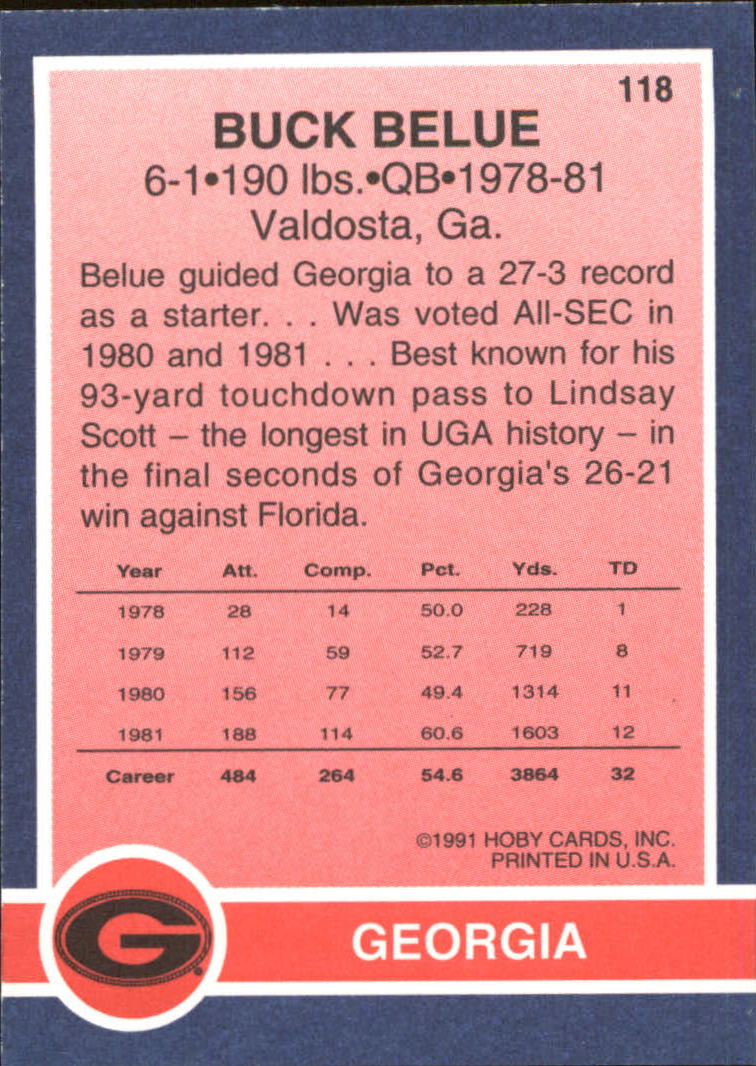 118
BUCK BELUE
6-1•190 lbs.•QB•1978-81
Valdosta, Ga.
Belue guided Georgia to a 27-3 record
as a starter. . . Was voted All-SEC in
1980 and 1981 . . . Best known for his
93-yard touchdown pass to Lindsay
Scott – the longest in UGA history – in
the final seconds of Georgia's 26-21
win against Florida.
Year Att. Comp. Pct. Yds. TD
1978 28 14 50.0 228 1
1979 112 59 52.7 719 8
1980 156 77 49.4 1314 11
1981 188 114 60.6 1603 12
Career 484 264 54.6 3864 32
©1991 HOBY CARDS, INC.
PRINTED IN U.S.A.
G
GEORGIA